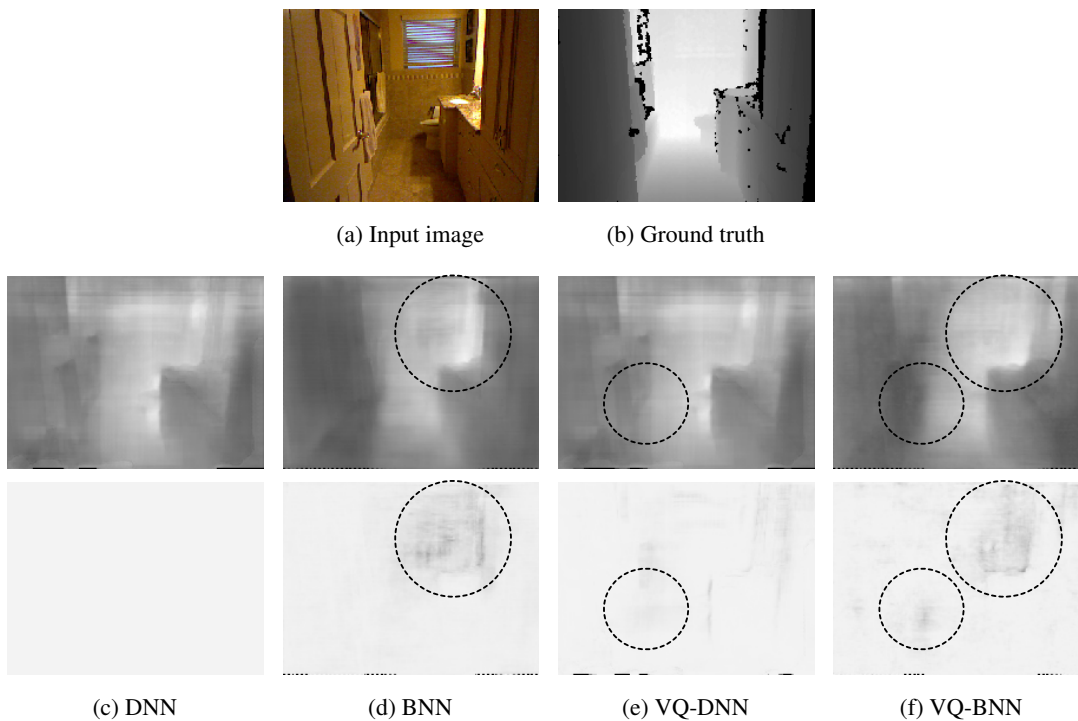 (a) Input image
(b) Ground truth
(c) DNN
(d) BNN
(e) VQ-DNN
(f) VQ-BNN